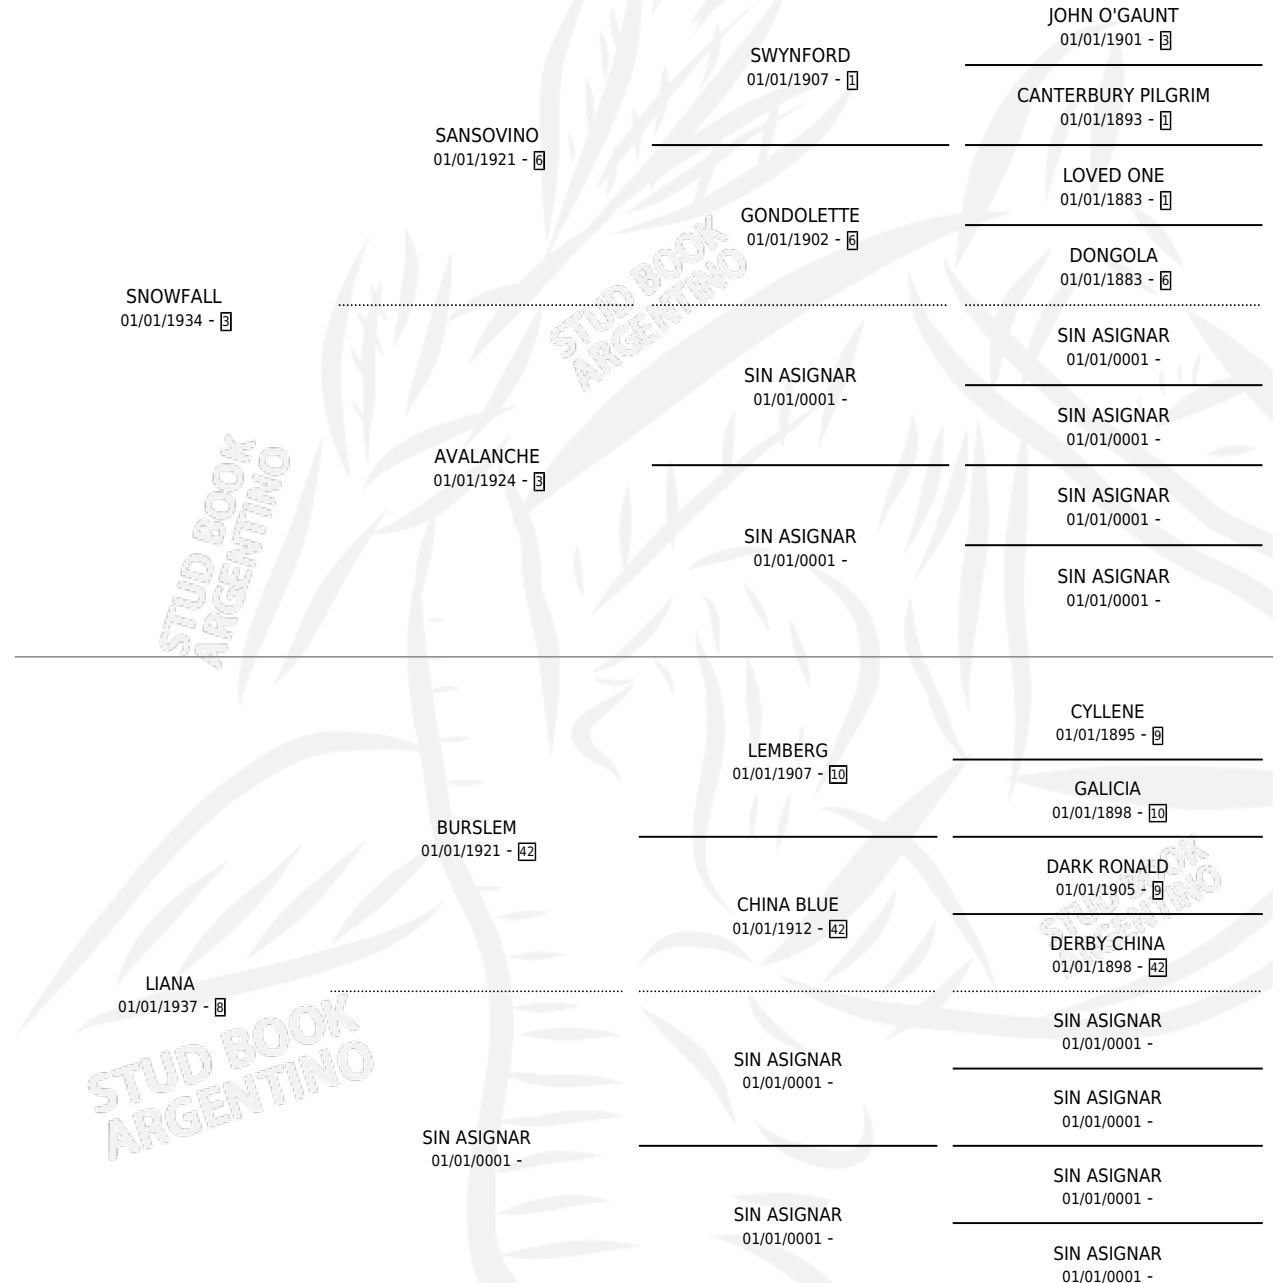 JOHN O'GAUNT
01/01/1901 - 3
SWYNFORD
01/01/1907 - 1
CANTERBURY PILGRIM
01/01/1893 - 1
SANSOVINO
01/01/1921 - 6
LOVED ONE
01/01/1883 - 1
GONDOLETTE
01/01/1902 - 6
DONGOLA
01/01/1883 - 6
SNOWFALL
01/01/1934 - 3
STUD BOOK
ARGENTINO
SIN ASIGNAR
01/01/0001 -
SIN ASIGNAR
01/01/0001 -
SIN ASIGNAR
01/01/0001 -
AVALANCHE
01/01/1924 - 3
SIN ASIGNAR
01/01/0001 -
SIN ASIGNAR
01/01/0001 -
SIN ASIGNAR
01/01/0001 -
STUD BOOK
ARGENTINO
CYLLENE
01/01/1895 - 9
LEMBERG
01/01/1907 - 10
GALICIA
01/01/1898 - 10
BURSLEM
01/01/1921 - 42
DARK RONALD
01/01/1905 - 9
CHINA BLUE
01/01/1912 - 42
STUD BOOK
ARGENTINO
DERBY CHINA
01/01/1898 - 42
LIANA
01/01/1937 - 8
SIN ASIGNAR
01/01/0001 -
SIN ASIGNAR
01/01/0001 -
STUD BOOK
ARGENTINO
SIN ASIGNAR
01/01/0001 -
SIN ASIGNAR
01/01/0001 -
SIN ASIGNAR
01/01/0001 -
SIN ASIGNAR
01/01/0001 -
SIN ASIGNAR
01/01/0001 -